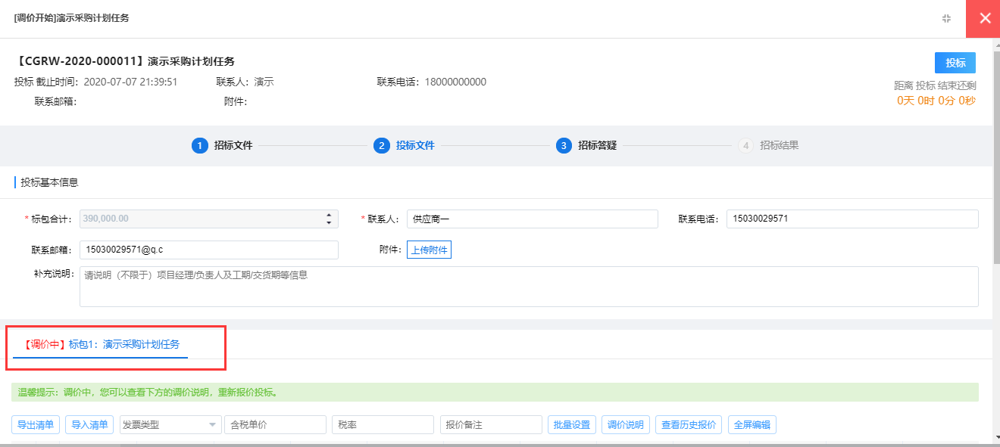 [调价开始]演示采购计划任务
【CGRW-2020-000011】演示采购计划任务
投标
投标 截止时间： 2020-07-07 21:39:51 联系人： 演示 联系电话： 18000000000
距离 投标 结束还剩
联系邮箱： 附件：
0天 0时 0分 0秒
1 招标文件 2 投标文件 3 招标答疑 4 招标结果
投标基本信息
* 标包合计： 390,000.00 * 联系人： 供应商一 联系电话： 15030029571
联系邮箱： 15030029571@q.c 附件： 上传附件
补充说明： 请说明（不限于）项目经理/负责人及工期/交货期等信息
【调价中】标包1：演示采购计划任务
温馨提示：调价中，您可以查看下方的调价说明，重新报价投标。
导出清单 导入清单 发票类型 含税单价 税率 报价备注 批量设置 调价说明 查看历史报价 全屏编辑